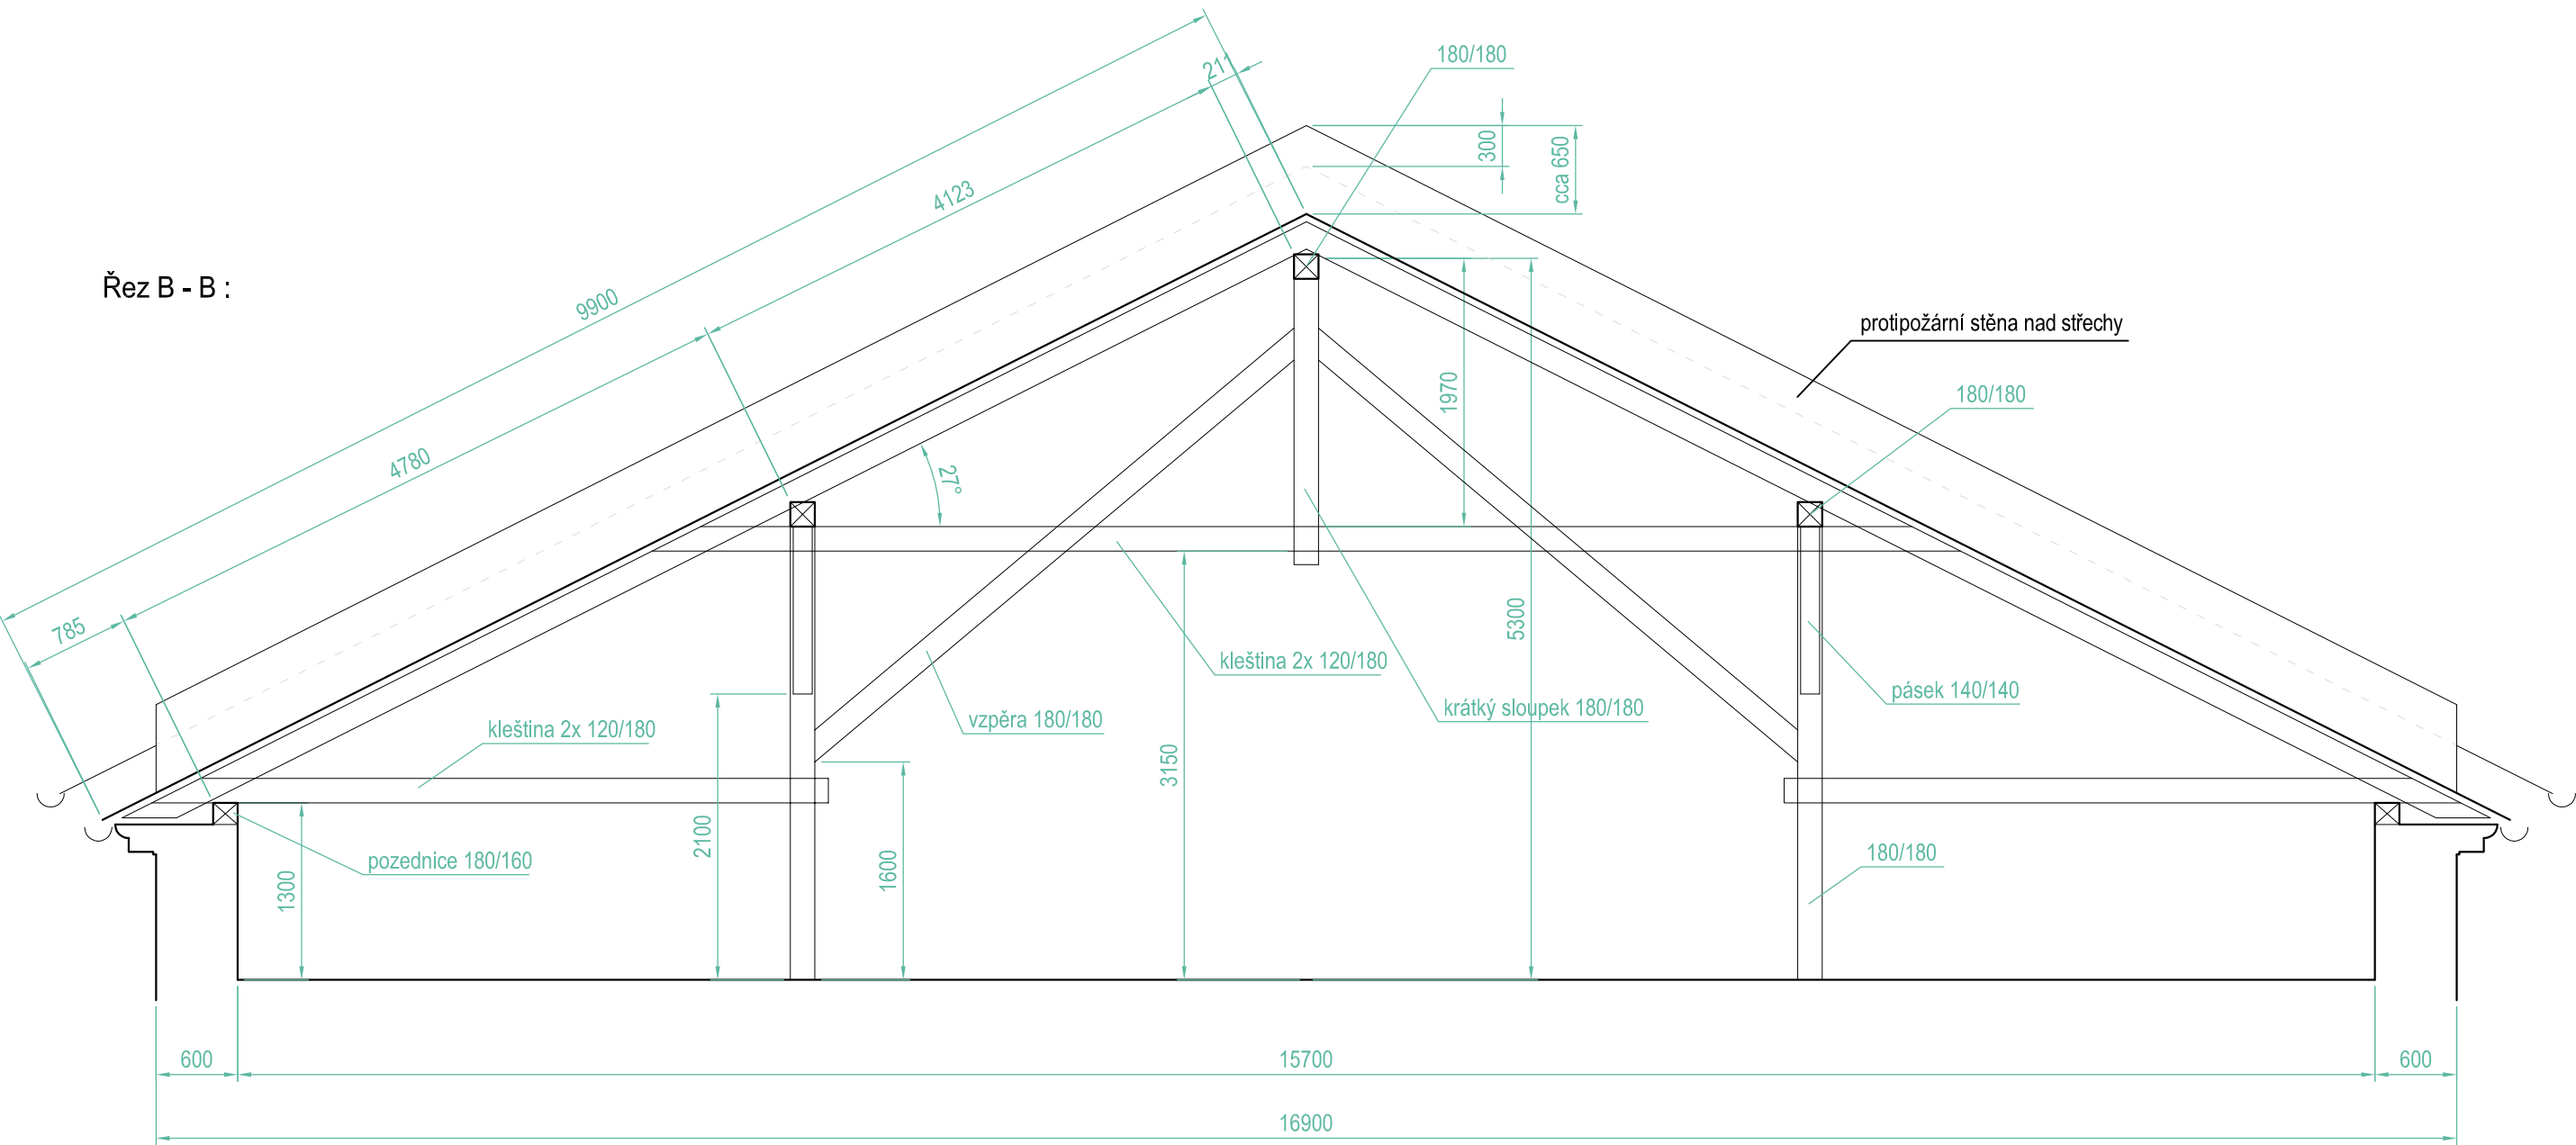 180/180
211
300
cca 650
4123
Řez B - B :
9900
protipožární stěna nad střechy
1970
180/180
27°
4780
5300
785
kleština 2x 120/180
pásek 140/140
krátký sloupek 180/180
vzpěra 180/180
kleština 2x 120/180
3150
2100
1600
180/180
pozednice 180/160
1300
600
15700
600
16900